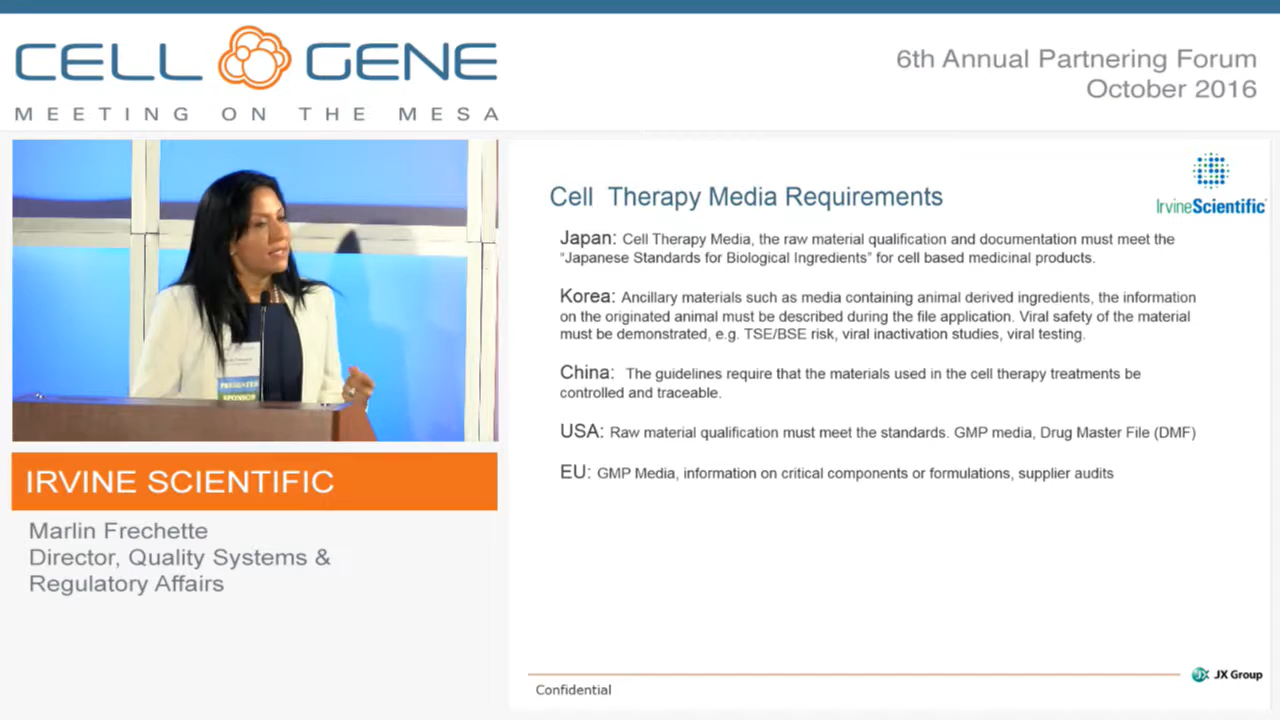 CELL GENE
MEETING ON THE MESA
6th Annual Partnering Forum
October 2016
PRESENTER
SPONSOR
IRVINE SCIENTIFIC
Marlin Frechette
Director, Quality Systems &
Regulatory Affairs
Cell  Therapy Media Requirements
IrvineScientific
Japan: Cell Therapy Media, the raw material qualification and documentation must meet the
“Japanese Standards for Biological Ingredients” for cell based medicinal products.
Korea: Ancillary materials such as media containing animal derived ingredients, the information
on the originated animal must be described during the file application. Viral safety of the material
must be demonstrated, e.g. TSE/BSE risk, viral inactivation studies, viral testing.
China:  The guidelines require that the materials used in the cell therapy treatments be
controlled and traceable.
USA: Raw material qualification must meet the standards. GMP media, Drug Master File (DMF)
EU: GMP Media, information on critical components or formulations, supplier audits
Confidential
JX JX Group